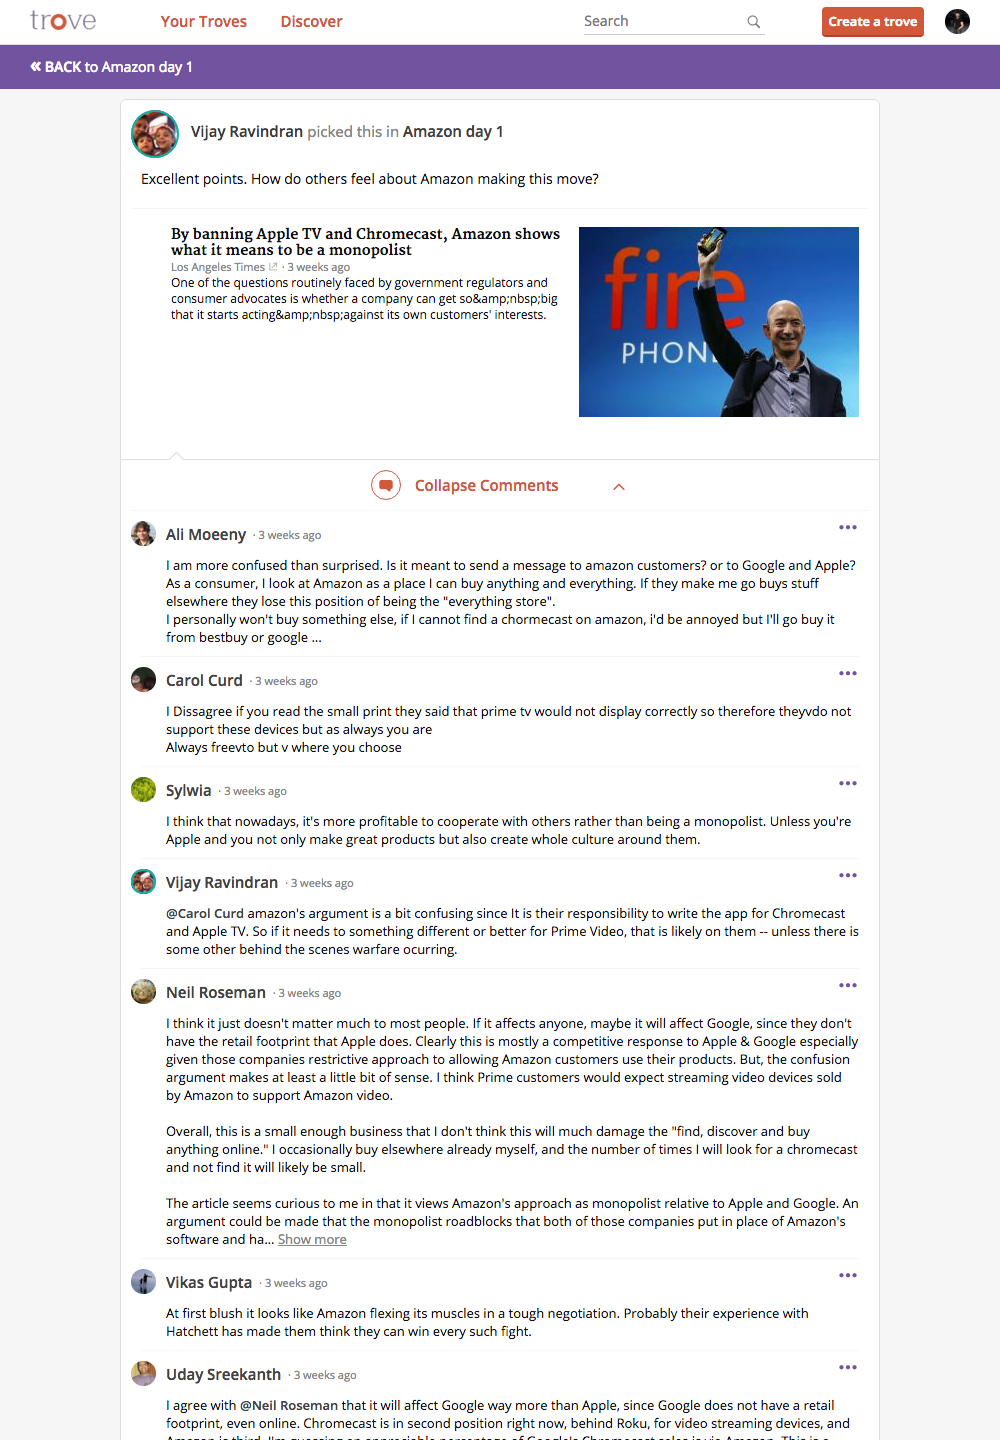 trove
Your Troves
Discover
Search
Create a trove
« BACK to Amazon day 1
Vijay Ravindran picked this in Amazon day 1
Excellent points. How do others feel about Amazon making this move?
By banning Apple TV and Chromecast, Amazon shows
what it means to be a monopolist
Los Angeles Times · 3 weeks ago
One of the questions routinely faced by government regulators and
consumer advocates is whether a company can get so&amp;nbsp;big
that it starts acting&amp;nbsp;against its own customers' interests.
fire
PHON
Collapse Comments
Ali Moeeny · 3 weeks ago
I am more confused than surprised. Is it meant to send a message to amazon customers? or to Google and Apple?
As a consumer, I look at Amazon as a place I can buy anything and everything. If they make me go buys stuff
elsewhere they lose this position of being the "everything store".
I personally won't buy something else, if I cannot find a chormecast on amazon, i'd be annoyed but I'll go buy it
from bestbuy or google ...
Carol Curd · 3 weeks ago
I Dissagree if you read the small print they said that prime tv would not display correctly so therefore theyvdo not
support these devices but as always you are
Always freevto but v where you choose
Sylwia · 3 weeks ago
I think that nowadays, it's more profitable to cooperate with others rather than being a monopolist. Unless you're
Apple and you not only make great products but also create whole culture around them.
Vijay Ravindran · 3 weeks ago
@Carol Curd amazon's argument is a bit confusing since It is their responsibility to write the app for Chromecast
and Apple TV. So if it needs to something different or better for Prime Video, that is likely on them -- unless there is
some other behind the scenes warfare ocurring.
Neil Roseman · 3 weeks ago
I think it just doesn't matter much to most people. If it affects anyone, maybe it will affect Google, since they don't
have the retail footprint that Apple does. Clearly this is mostly a competitive response to Apple & Google especially
given those companies restrictive approach to allowing Amazon customers use their products. But, the confusion
argument makes at least a little bit of sense. I think Prime customers would expect streaming video devices sold
by Amazon to support Amazon video.
Overall, this is a small enough business that I don't think this will much damage the "find, discover and buy
anything online." I occasionally buy elsewhere already myself, and the number of times I will look for a chromecast
and not find it will likely be small.
The article seems curious to me in that it views Amazon's approach as monopolist relative to Apple and Google. An
argument could be made that the monopolist roadblocks that both of those companies put in place of Amazon's
software and ha... Show more
Vikas Gupta · 3 weeks ago
At first blush it looks like Amazon flexing its muscles in a tough negotiation. Probably their experience with
Hatchett has made them think they can win every such fight.
Uday Sreekanth · 3 weeks ago
I agree with @Neil Roseman that it will affect Google way more than Apple, since Google does not have a retail
footprint, even online. Chromecast is in second position right now, behind Roku, for video streaming devices, and
Amazon is third. I'm guessing an appreciable percentage of Google's Chromecast sales is via Amazon. This is a